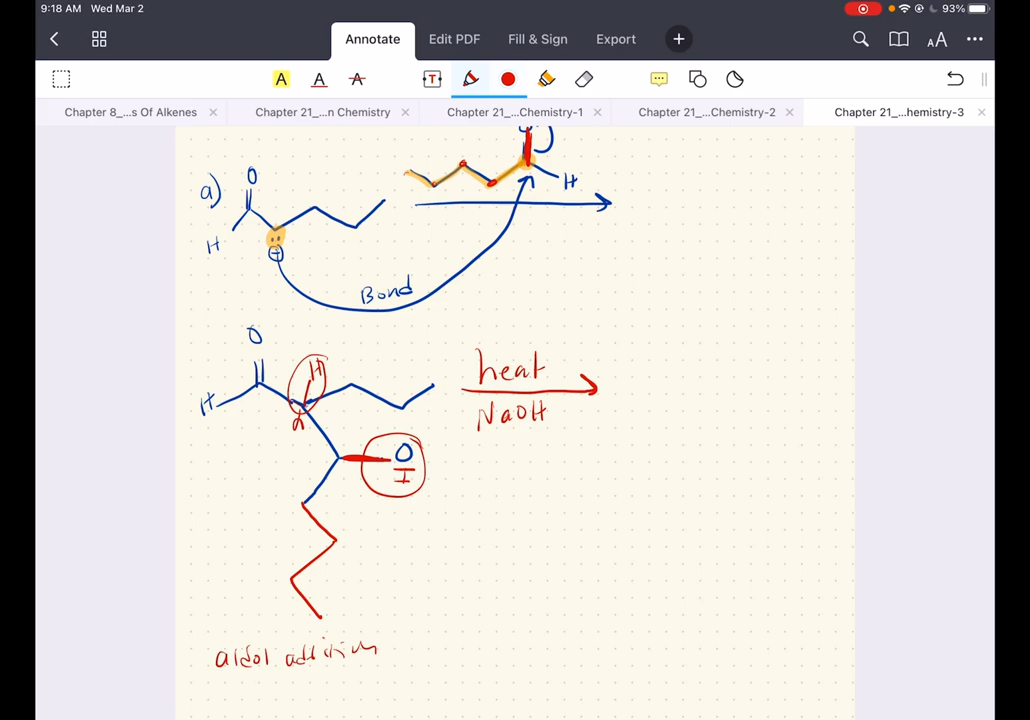 9:18 AM Wed Mar 2
93%
Annotate Edit PDF Fill & Sign Export +
A A A T AA
Chapter 8_...s Of Alkenes × Chapter 21_...n Chemistry × Chapter 21_...Chemistry-1 × Chapter 21_...Chemistry-2 × Chapter 21_...hemistry-3 ×
a) O
H
H
Bond
O
H
H
α
heat
NaOH
O
H
aldol addition